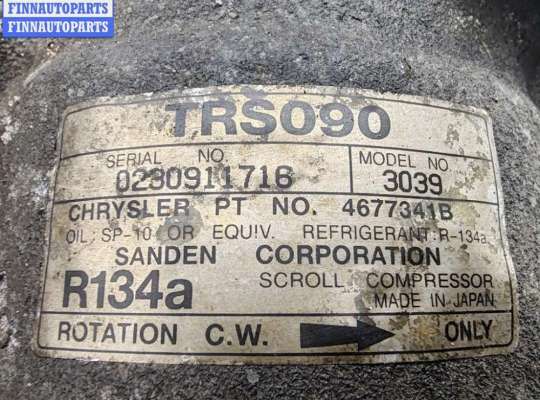 FINNAUTOPARTS
FINNAUTOPARTS
TRS090
SERIAL NO. MODEL NO
0230911716 3039
CHRYSLER PT NO. 4677341B
OIL: SP-10 OR EQUIV. REFRIGERANT: R-134a
SANDEN CORPORATION
R134a SCROLL COMPRESSOR
MADE IN JAPAN
ROTATION C.W. ONLY